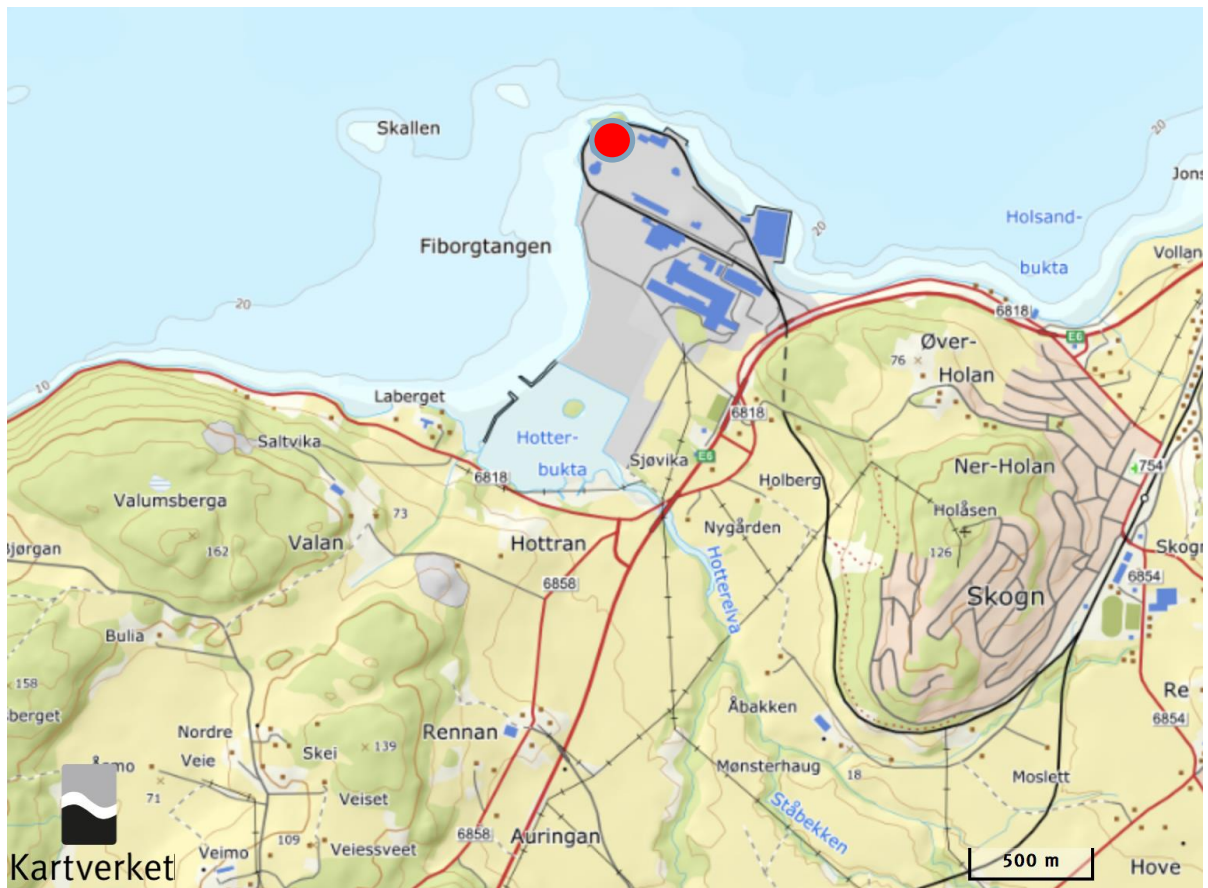 Skallen
20
Jons
Holsand-
20
Fiborgtangen
Vollan
bukta
20
6818
E6
Øver-
76
Holan
10
Laberget
6818
Saltvika
Hotter-
bukta
Sjøvika
E6
Ner-Holan
754
6818
Holberg
Valumsberga
73
Holåsen
Nygården
162
Valan
Hottran
126
Bjørgan
Skogn
6858
Hotterelva
6854
Skogn
Bulia
158
Re
sberget
Åbakken
6854
Nordre
Rennan
Veie
Skei
139
Mønsterhaug
18
Moslett
71
Veiset
Ståbekken
6858
Auringan
109
Veiessveet
Veimo
500 m
Hove
Kartverket